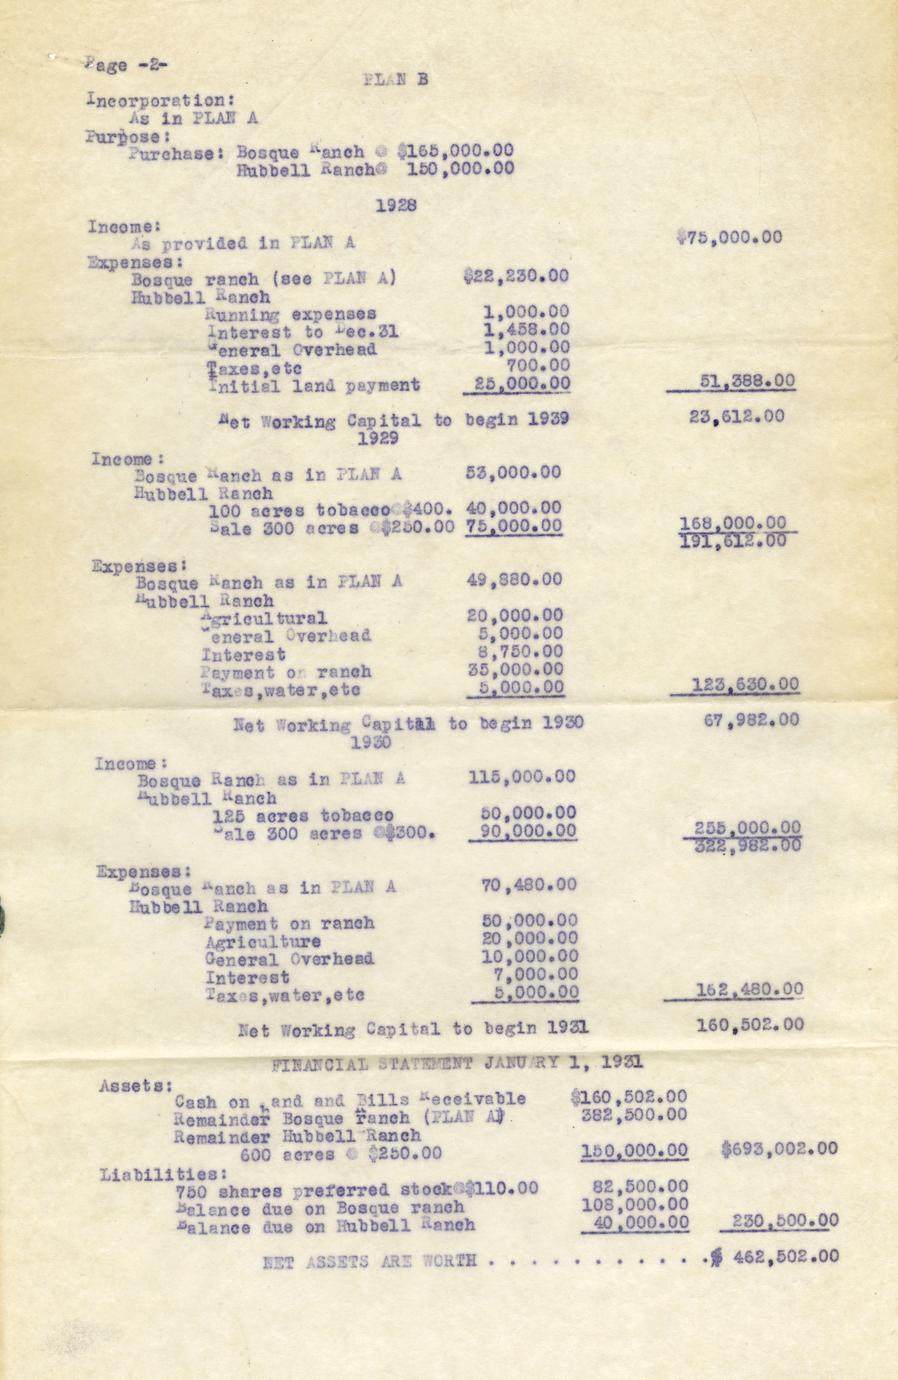 Page -2-
PLAN B
Incorporation:
As in PLAN A
Purpose:
Purchase: Bosque Ranch @ $165,000.00
Hubbell Ranch@ 150,000.00
1928
Income:
As provided in PLAN A $75,000.00
Expenses:
Bosque ranch (see PLAN A) $22,230.00
Hubbell Ranch
Running expenses 1,000.00
Interest to Dec.31 1,458.00
General Overhead 1,000.00
Taxes,etc 700.00
Initial land payment 25,000.00 51,388.00
Net Working Capital to begin 1939 23,612.00
1929
Income:
Bosque Ranch as in PLAN A 53,000.00
Hubbell Ranch
100 acres tobacco@$400. 40,000.00
Sale 300 acres @$250.00 75,000.00 168,000.00
191,612.00
Expenses:
Bosque Ranch as in PLAN A 49,880.00
Hubbell Ranch
Agricultural 20,000.00
General Overhead 5,000.00
Interest 8,750.00
Payment on ranch 35,000.00
Taxes,water,etc 5,000.00 123,630.00
Net Working Capital to begin 1930 67,982.00
1930
Income:
Bosque Ranch as in PLAN A 115,000.00
Hubbell Ranch
125 acres tobacco 50,000.00
Sale 300 acres @$300. 90,000.00 255,000.00
322,982.00
Expenses:
Bosque Ranch as in PLAN A 70,480.00
Hubbell Ranch
Payment on ranch 50,000.00
Agriculture 20,000.00
General Overhead 10,000.00
Interest 7,000.00
Taxes,water,etc 5,000.00 162,480.00
Net Working Capital to begin 1931 160,502.00
FINANCIAL STATEMENT JANUARY 1, 1931
Assets:
Cash on hand and Bills Receivable $160,502.00
Remainder Bosque ranch (PLAN A) 382,500.00
Remainder Hubbell Ranch
600 acres @ $250.00 150,000.00 $693,002.00
Liabilities:
750 shares preferred stock@$110.00 82,500.00
Balance due on Bosque ranch 108,000.00
Balance due on Hubbell Ranch 40,000.00 230,500.00
NET ASSETS ARE WORTH . . . . . . . . . . . .$ 462,502.00